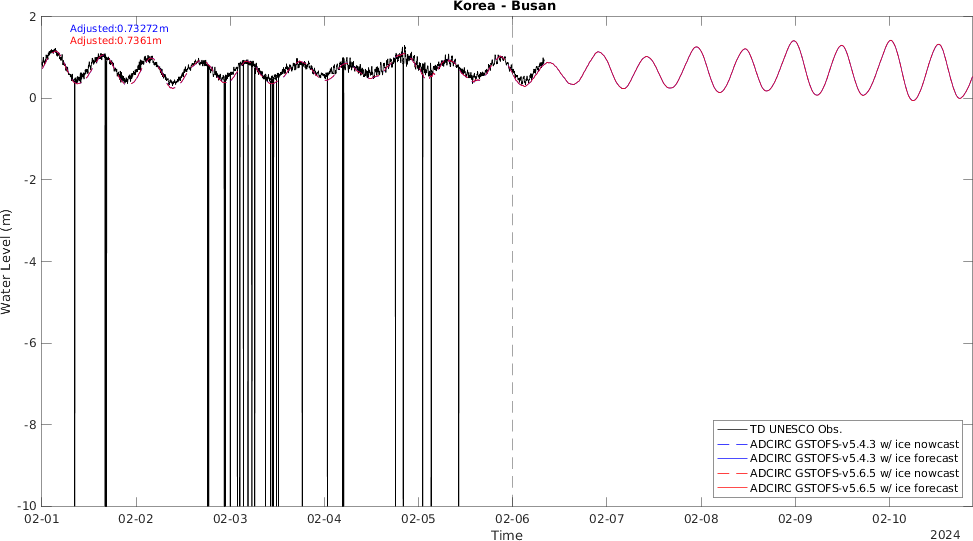 Korea - Busan
Adjusted:0.73272m
Adjusted:0.7361m
2
0
-2
-4
-6
-8
-10
Water Level (m)
02-01 02-02 02-03 02-04 02-05 02-06 02-07 02-08 02-09 02-10
Time
2024
TD UNESCO Obs.
ADCIRC GSTOFS-v5.4.3 w/ ice nowcast
ADCIRC GSTOFS-v5.4.3 w/ ice forecast
ADCIRC GSTOFS-v5.6.5 w/ ice nowcast
ADCIRC GSTOFS-v5.6.5 w/ ice forecast